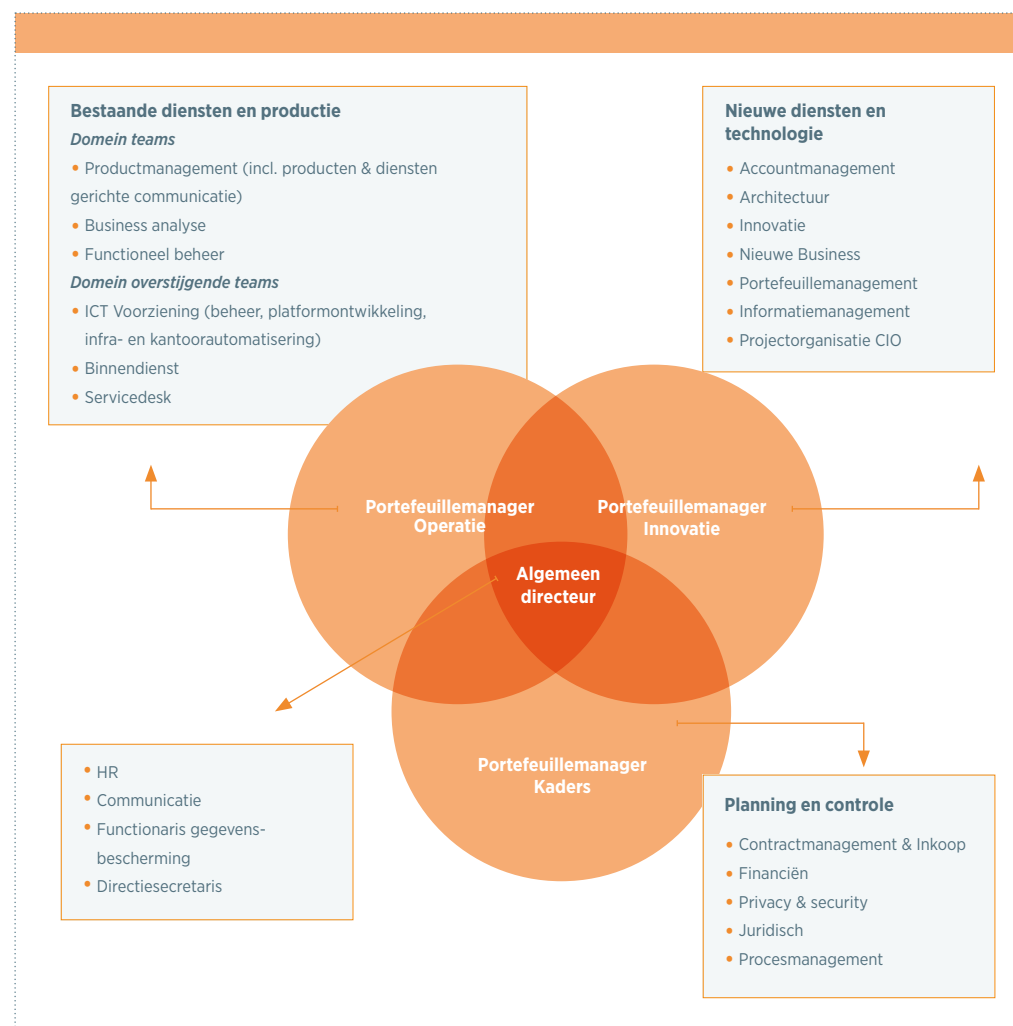 Bestaande diensten en productie
Domein teams
• Productmanagement (incl. producten & diensten
gerichte communicatie)
• Business analyse
• Functioneel beheer
Domein overstijgende teams
• ICT Voorziening (beheer, platformontwikkeling,
infra- en kantoorautomatisering)
• Binnendienst
• Servicedesk
Nieuwe diensten en
technologie
• Accountmanagement
• Architectuur
• Innovatie
• Nieuwe Business
• Portefeuillemanagement
• Informatiemanagement
• Projectorganisatie CIO
Portefeuillemanager
Operatie
Portefeuillemanager
Innovatie
Algemeen
directeur
Portefeuillemanager
Kaders
• HR
• Communicatie
• Functionaris gegevens-
bescherming
• Directiesecretaris
Planning en controle
• Contractmanagement & Inkoop
• Financiën
• Privacy & security
• Juridisch
• Procesmanagement